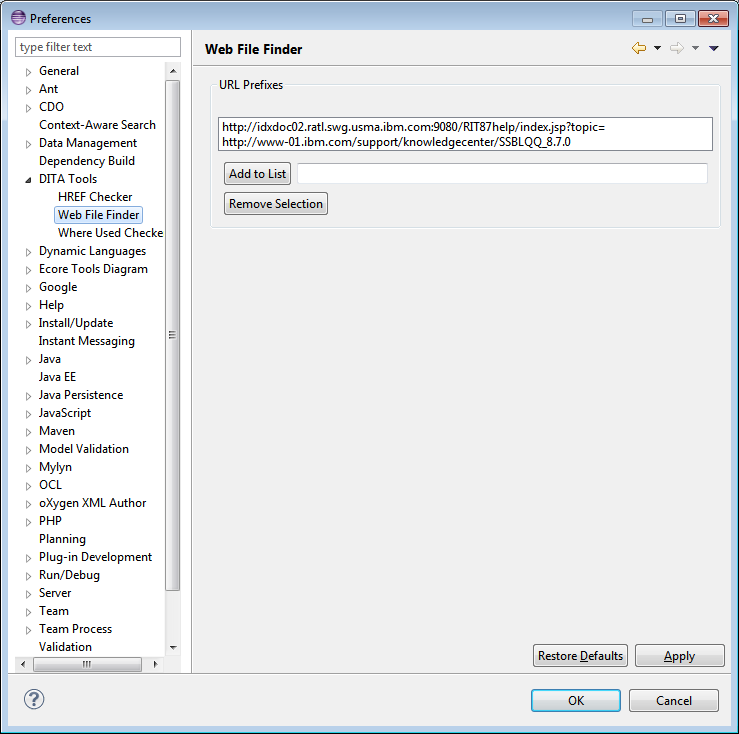 Preferences
type filter text
General
Ant
CDO
Context-Aware Search
Data Management
Dependency Build
DITA Tools
HREF Checker
Web File Finder
Where Used Checke
Dynamic Languages
Ecore Tools Diagram
Google
Help
Install/Update
Instant Messaging
Java
Java EE
Java Persistence
JavaScript
Maven
Model Validation
Mylyn
OCL
oXygen XML Author
PHP
Planning
Plug-in Development
Run/Debug
Server
Team
Team Process
Validation
Web File Finder
URL Prefixes
http://idxdoc02.ratl.swg.usma.ibm.com:9080/RIT87help/index.jsp?topic=
http://www-01.ibm.com/support/knowledgecenter/SSBLQQ_8.7.0
Add to List
Remove Selection
Restore Defaults
Apply
?
OK
Cancel